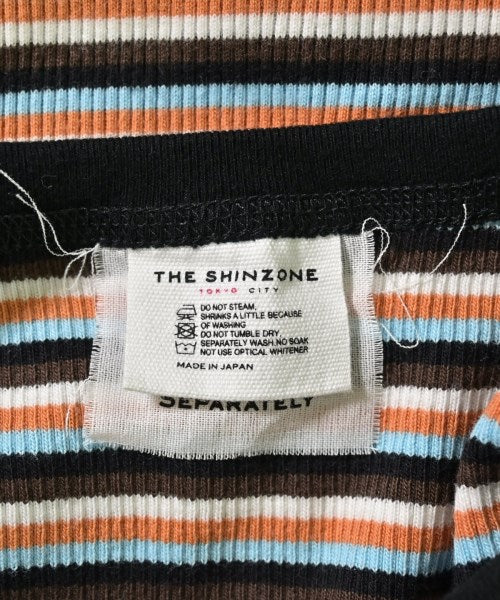 THE SHINZONE
TOKYO CITY
DO NOT STEAM,
SHRINKS A LITTLE BECAUSE
OF WASHING
DO NOT TUMBLE DRY,
SEPARATELY WASH, NO SOAK
NOT USE OPTICAL WHITENER
MADE IN JAPAN
SEPARATELY